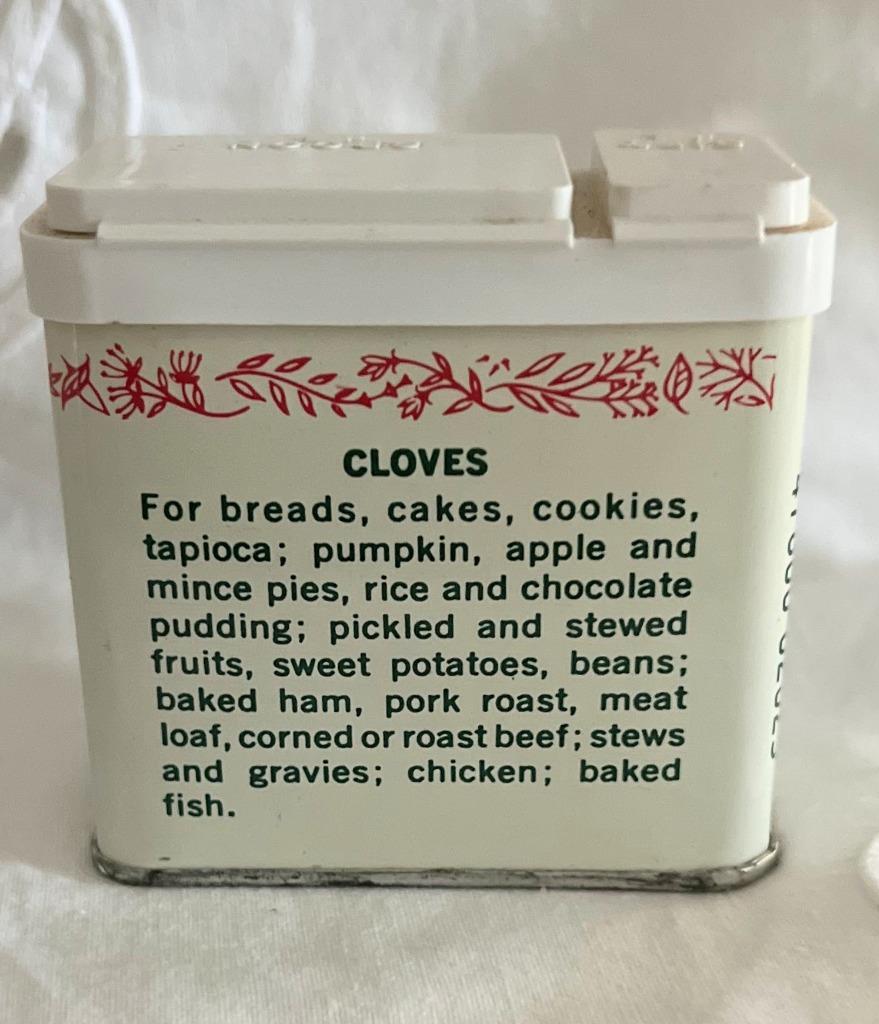 CLOVES
For breads, cakes, cookies,
tapioca; pumpkin, apple and
mince pies, rice and chocolate
pudding; pickled and stewed
fruits, sweet potatoes, beans;
baked ham, pork roast, meat
loaf, corned or roast beef; stews
and gravies; chicken; baked
fish.